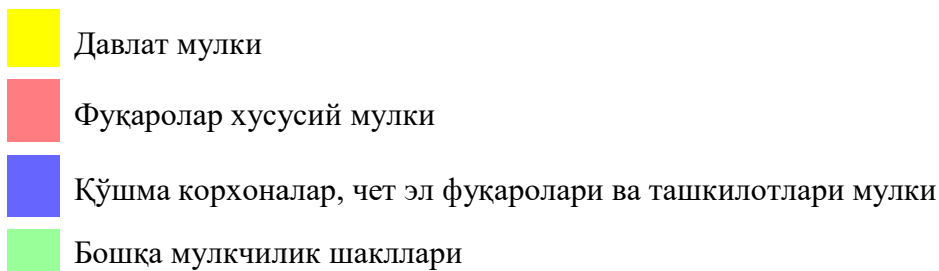 Давлат мулки
Фуқаролар хусусий мулки
Қўшма корхоналар, чет эл фуқаролари ва ташкилотлари мулки
Бошқа мулкчилик шакллари